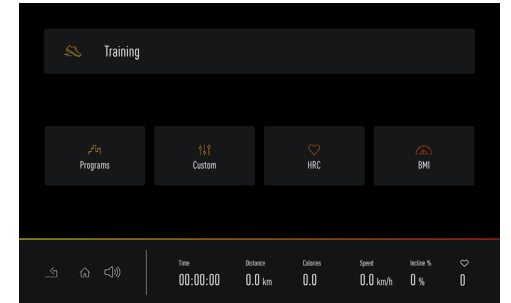 Training
Programs Custom HRC BMI
Time Distance Calories Speed Incline %
00:00:00 0.0 km 0.0 0.0 km/h 0 % 0